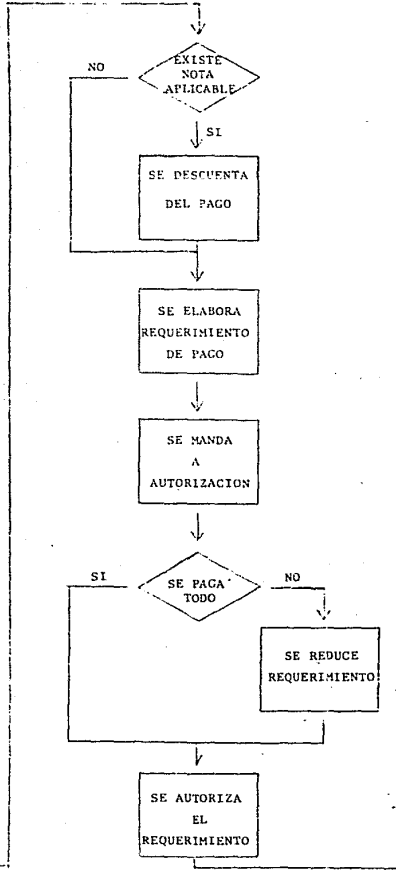 EXISTE
NOTA
APLICABLE
NO
SI
SE DESCUENTA
DEL PAGO
SE ELABORA
REQUERIMIENTO
DE PAGO
SE MANDA
A
AUTORIZACION
SI
SE PAGA
TODO
NO
SE REDUCE
REQUERIMIENTO
SE AUTORIZA
EL
REQUERIMIENTO